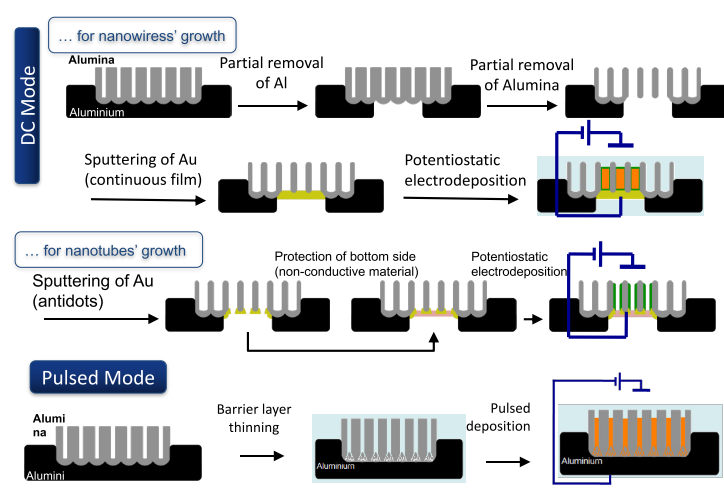 DC Mode
… for nanowiress’ growth
Alumina
Aluminium
Partial removal
of Al
Partial removal
of Alumina
Sputtering of Au
(continuous film)
Potentiostatic
electrodeposition
… for nanotubes’ growth
Sputtering of Au
(antidots)
Protection of bottom side
(non-conductive material)
Potentiostatic
electrodeposition
Pulsed Mode
Alumi
na
Alumini
Barrier layer
thinning
Aluminium
Pulsed
deposition
Aluminium